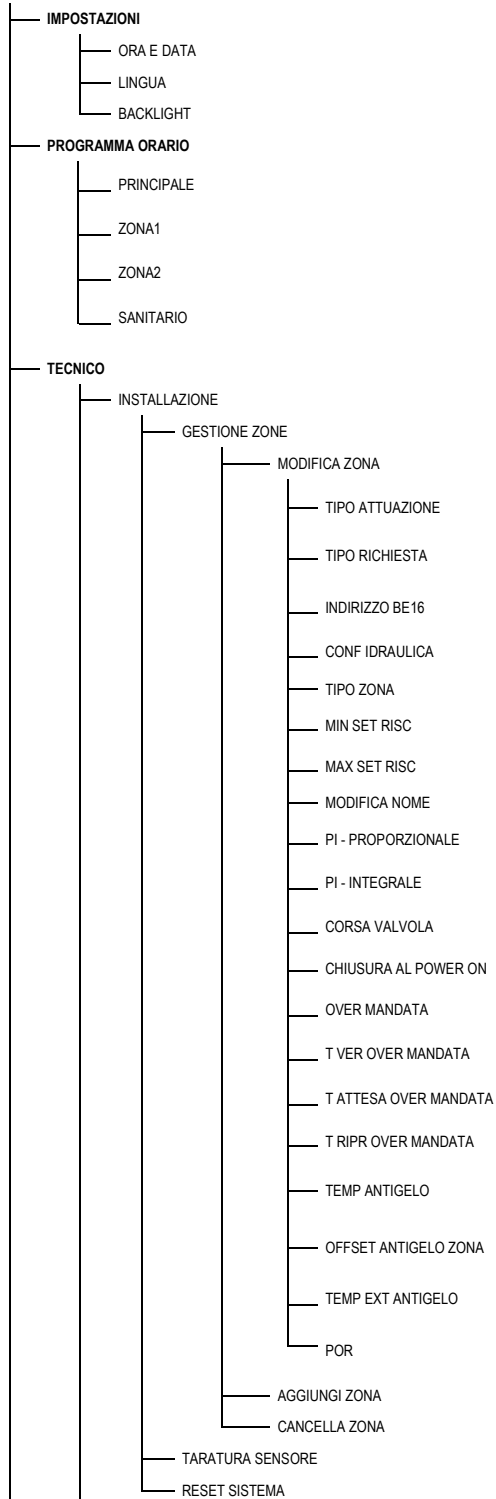 IMPOSTAZIONI
ORA E DATA
LINGUA
BACKLIGHT
PROGRAMMA ORARIO
PRINCIPALE
ZONA1
ZONA2
SANITARIO
TECNICO
INSTALLAZIONE
GESTIONE ZONE
MODIFICA ZONA
TIPO ATTUAZIONE
TIPO RICHIESTA
INDIRIZZO BE16
CONF IDRAULICA
TIPO ZONA
MIN SET RISC
MAX SET RISC
MODIFICA NOME
PI - PROPORZIONALE
PI - INTEGRALE
CORSA VALVOLA
CHIUSURA AL POWER ON
OVER MANDATA
T VER OVER MANDATA
T ATTESA OVER MANDATA
T RIPR OVER MANDATA
TEMP ANTIGELO
OFFSET ANTIGELO ZONA
TEMP EXT ANTIGELO
POR
AGGIUNGI ZONA
CANCELLA ZONA
TARATURA SENSORE
RESET SISTEMA